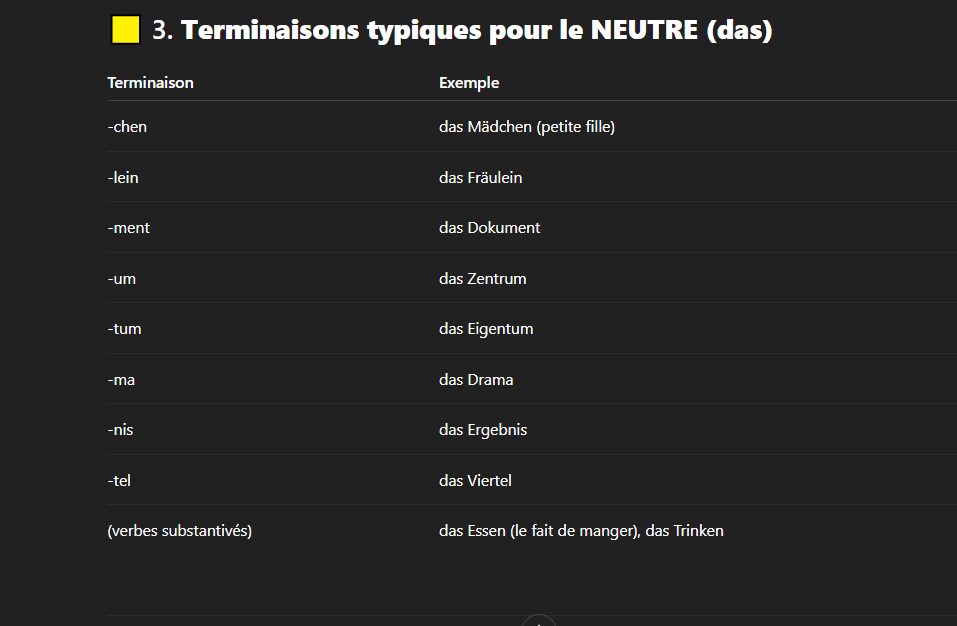 3. Terminaisons typiques pour le NEUTRE (das)
Terminaison Exemple
-chen das Mädchen (petite fille)
-lein das Fräulein
-ment das Dokument
-um das Zentrum
-tum das Eigentum
-ma das Drama
-nis das Ergebnis
-tel das Viertel
(verbes substantivés) das Essen (le fait de manger), das Trinken